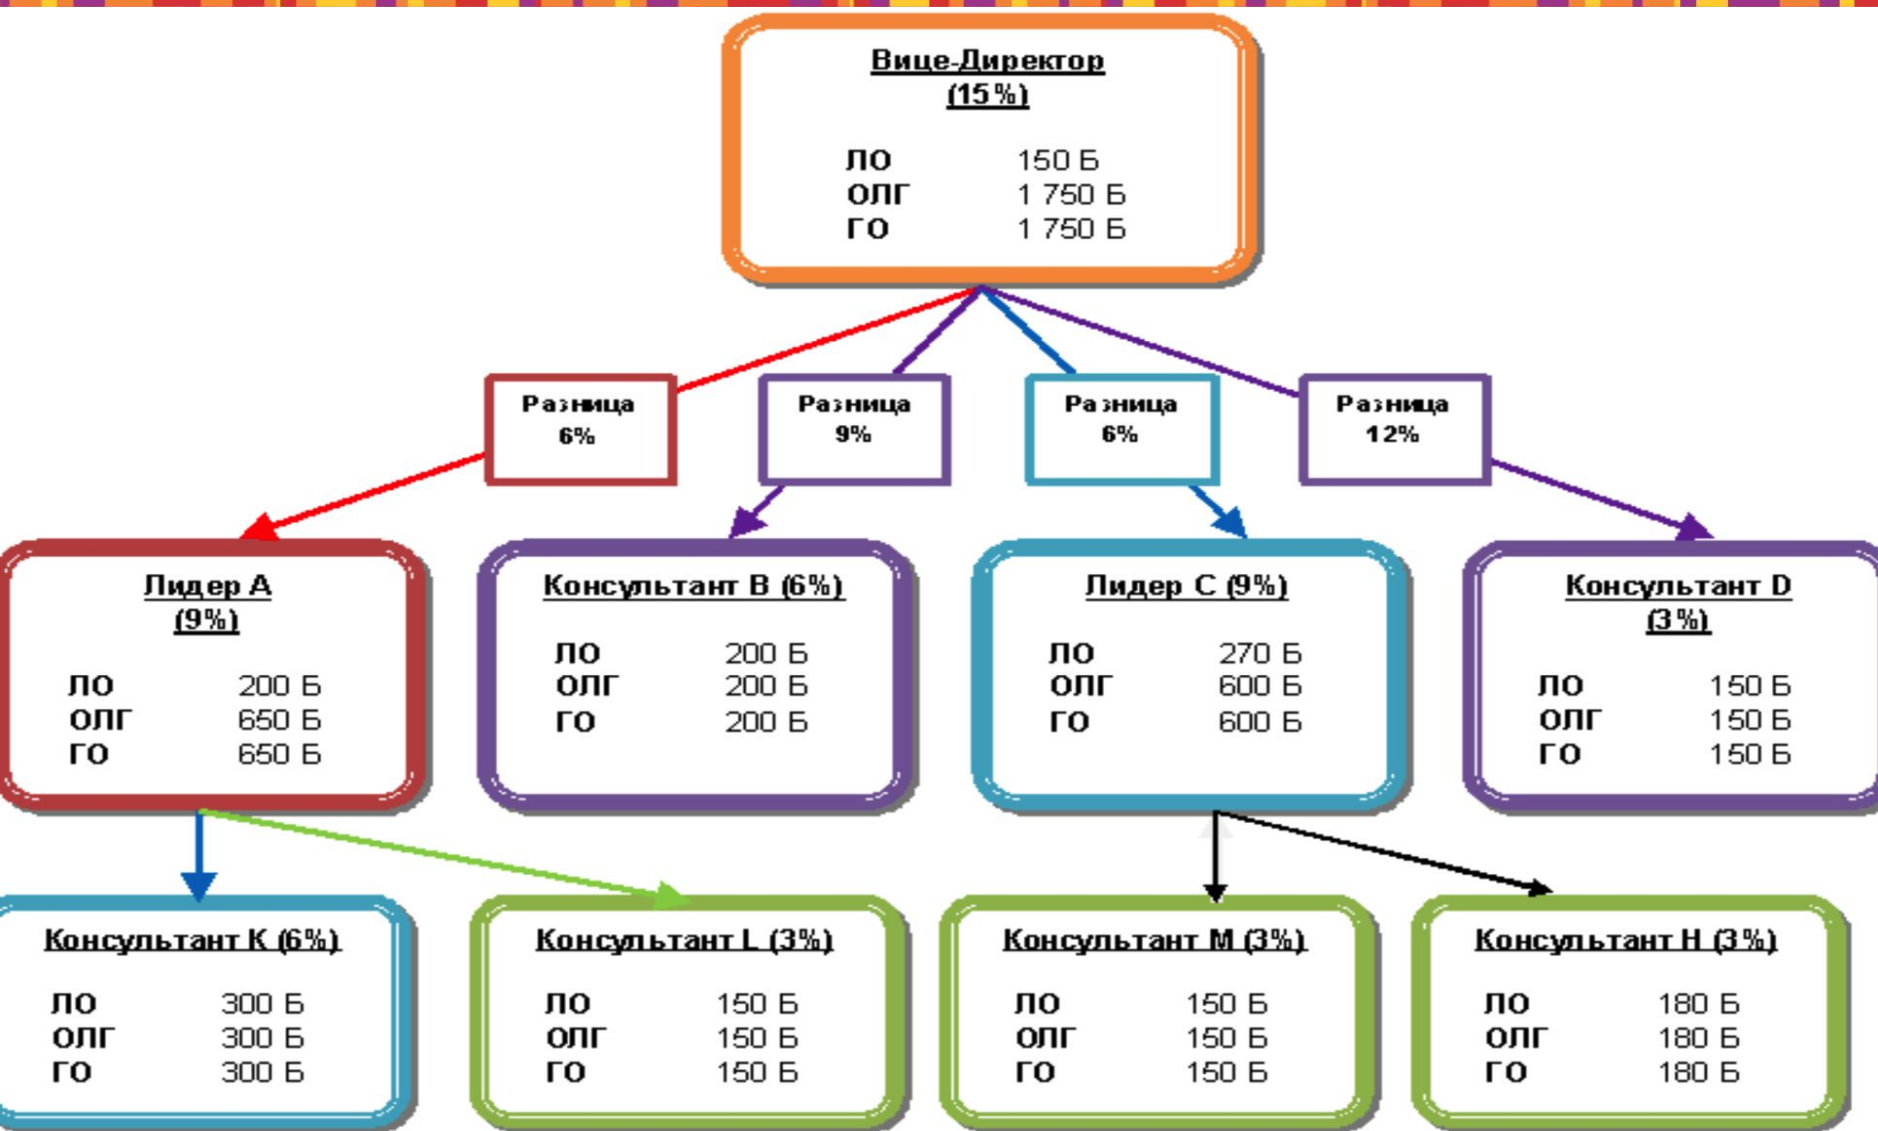 Вице-Директор
(15%)
ЛО 150 Б
ОЛГ 1 750 Б
ГО 1 750 Б
Разница
6%
Разница
9%
Разница
6%
Разница
12%
Лидер А
(9%)
ЛО 200 Б
ОЛГ 650 Б
ГО 650 Б
Консультант В (6%)
ЛО 200 Б
ОЛГ 200 Б
ГО 200 Б
Лидер С (9%)
ЛО 270 Б
ОЛГ 600 Б
ГО 600 Б
Консультант D
(3%)
ЛО 150 Б
ОЛГ 150 Б
ГО 150 Б
Консультант К (6%)
ЛО 300 Б
ОЛГ 300 Б
ГО 300 Б
Консультант L (3%)
ЛО 150 Б
ОЛГ 150 Б
ГО 150 Б
Консультант М (3%)
ЛО 150 Б
ОЛГ 150 Б
ГО 150 Б
Консультант Н (3%)
ЛО 180 Б
ОЛГ 180 Б
ГО 180 Б